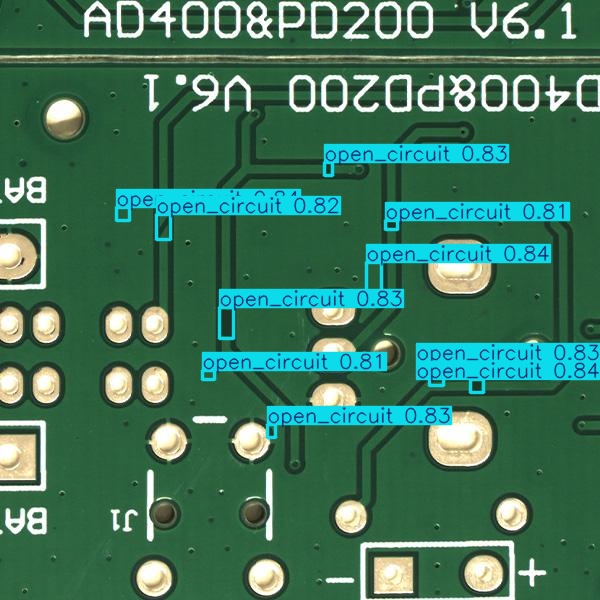 AD400&PD200 V6.1
D400&PD200 V6.1
open_circuit 0.83
BA
open_circuit 0.84
open_circuit 0.82
open_circuit 0.81
open_circuit 0.84
open_circuit 0.83
open_circuit 0.83
open_circuit 0.81
open_circuit 0.84
open_circuit 0.83
BA
J1
- +